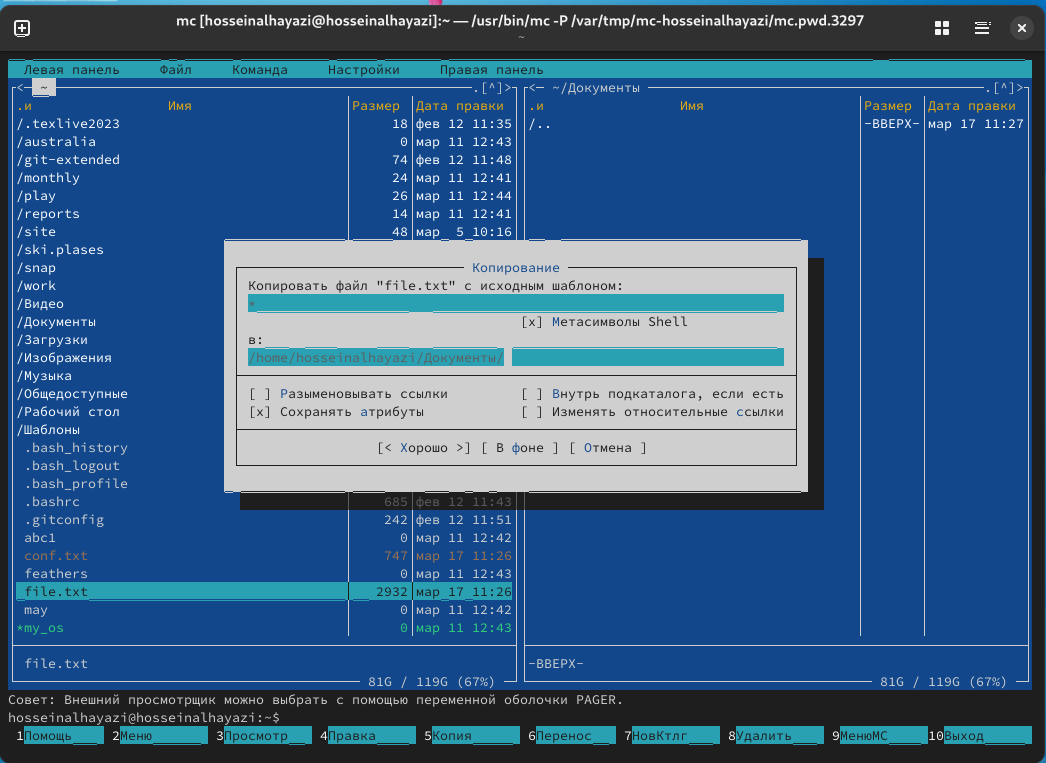 mc [hosseinalhayazi@hosseinalhayazi]:~ — /usr/bin/mc -P /var/tmp/mc-hosseinalhayazi/mc.pwd.3297
~
Левая панель Файл Команда Настройки Правая панель
<─ ~ .[^]> <─ ~/Документы .[^]>
.и Имя Размер Дата правки .и Имя Размер Дата правки
/.texlive2023 18 фев 12 11:35 /.. -ВВЕРХ- мар 17 11:27
/australia 0 мар 11 12:43
/git-extended 74 фев 12 11:48
/monthly 24 мар 11 12:41
/play 26 мар 11 12:44
/reports 14 мар 11 12:41
/site 48 мар 5 10:16
/ski.plases
/snap
/work
/Видео
/Документы
/Загрузки
/Изображения
/Музыка
/Общедоступные
/Рабочий стол
/Шаблоны
.bash_history
.bash_logout
.bash_profile
.bashrc 685 фев 12 11:43
.gitconfig 242 фев 12 11:51
abc1 0 мар 11 12:42
conf.txt 747 мар 17 11:26
feathers 0 мар 11 12:43
file.txt 2932 мар 17 11:26
may 0 мар 11 12:42
*my_os 0 мар 11 12:43
Копирование
Копировать файл "file.txt" с исходным шаблоном:
*
[x] Метасимволы Shell
в:
/home/hosseinalhayazi/Документы/
[ ] Разыменовывать ссылки [ ] Внутрь подкаталога, если есть
[x] Сохранять атрибуты [ ] Изменять относительные ссылки
[< Хорошо >] [ В фоне ] [ Отмена ]
file.txt -ВВЕРХ-
81G / 119G (67%) 81G / 119G (67%)
Совет: Внешний просмотрщик можно выбрать с помощью переменной оболочки PAGER.
hosseinalhayazi@hosseinalhayazi:~$
1Помощь 2Меню 3Просмотр 4Правка 5Копия 6Перенос 7НовКтлг 8Удалить 9МенюMC 10Выход